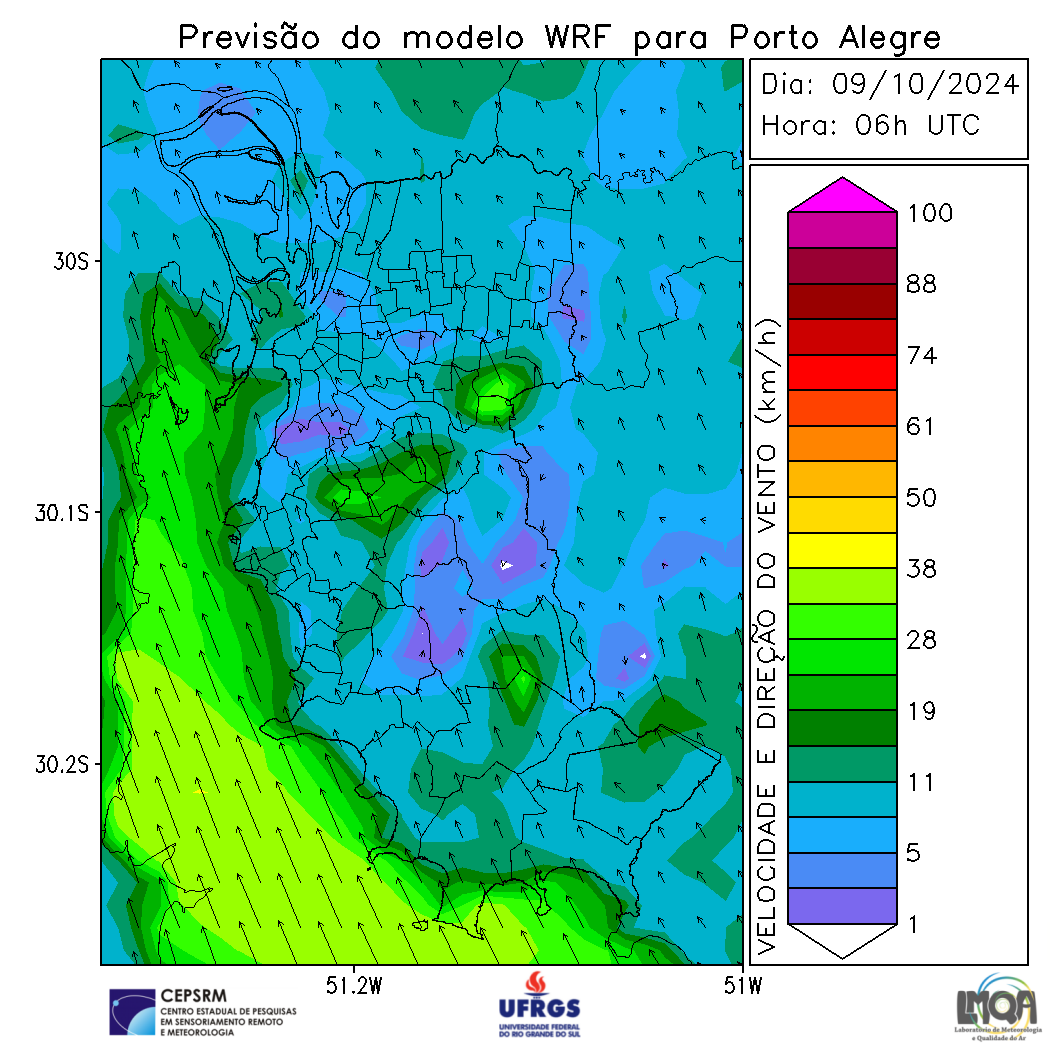 Previsão do modelo WRF para Porto Alegre
Dia: 09/10/2024
Hora: 06h UTC
30S
30.1S
30.2S
51.2W
51W
VELOCIDADE E DIREÇÃO DO VENTO (km/h)
100
88
74
61
50
38
28
19
11
5
1
CEPSRM
CENTRO ESTADUAL DE PESQUISAS
EM SENSORIAMENTO REMOTO
E METEOROLOGIA
UFRGS
UNIVERSIDADE FEDERAL
DO RIO GRANDE DO SUL
LMQA
Laboratório de Meteorologia
e Qualidade do Ar